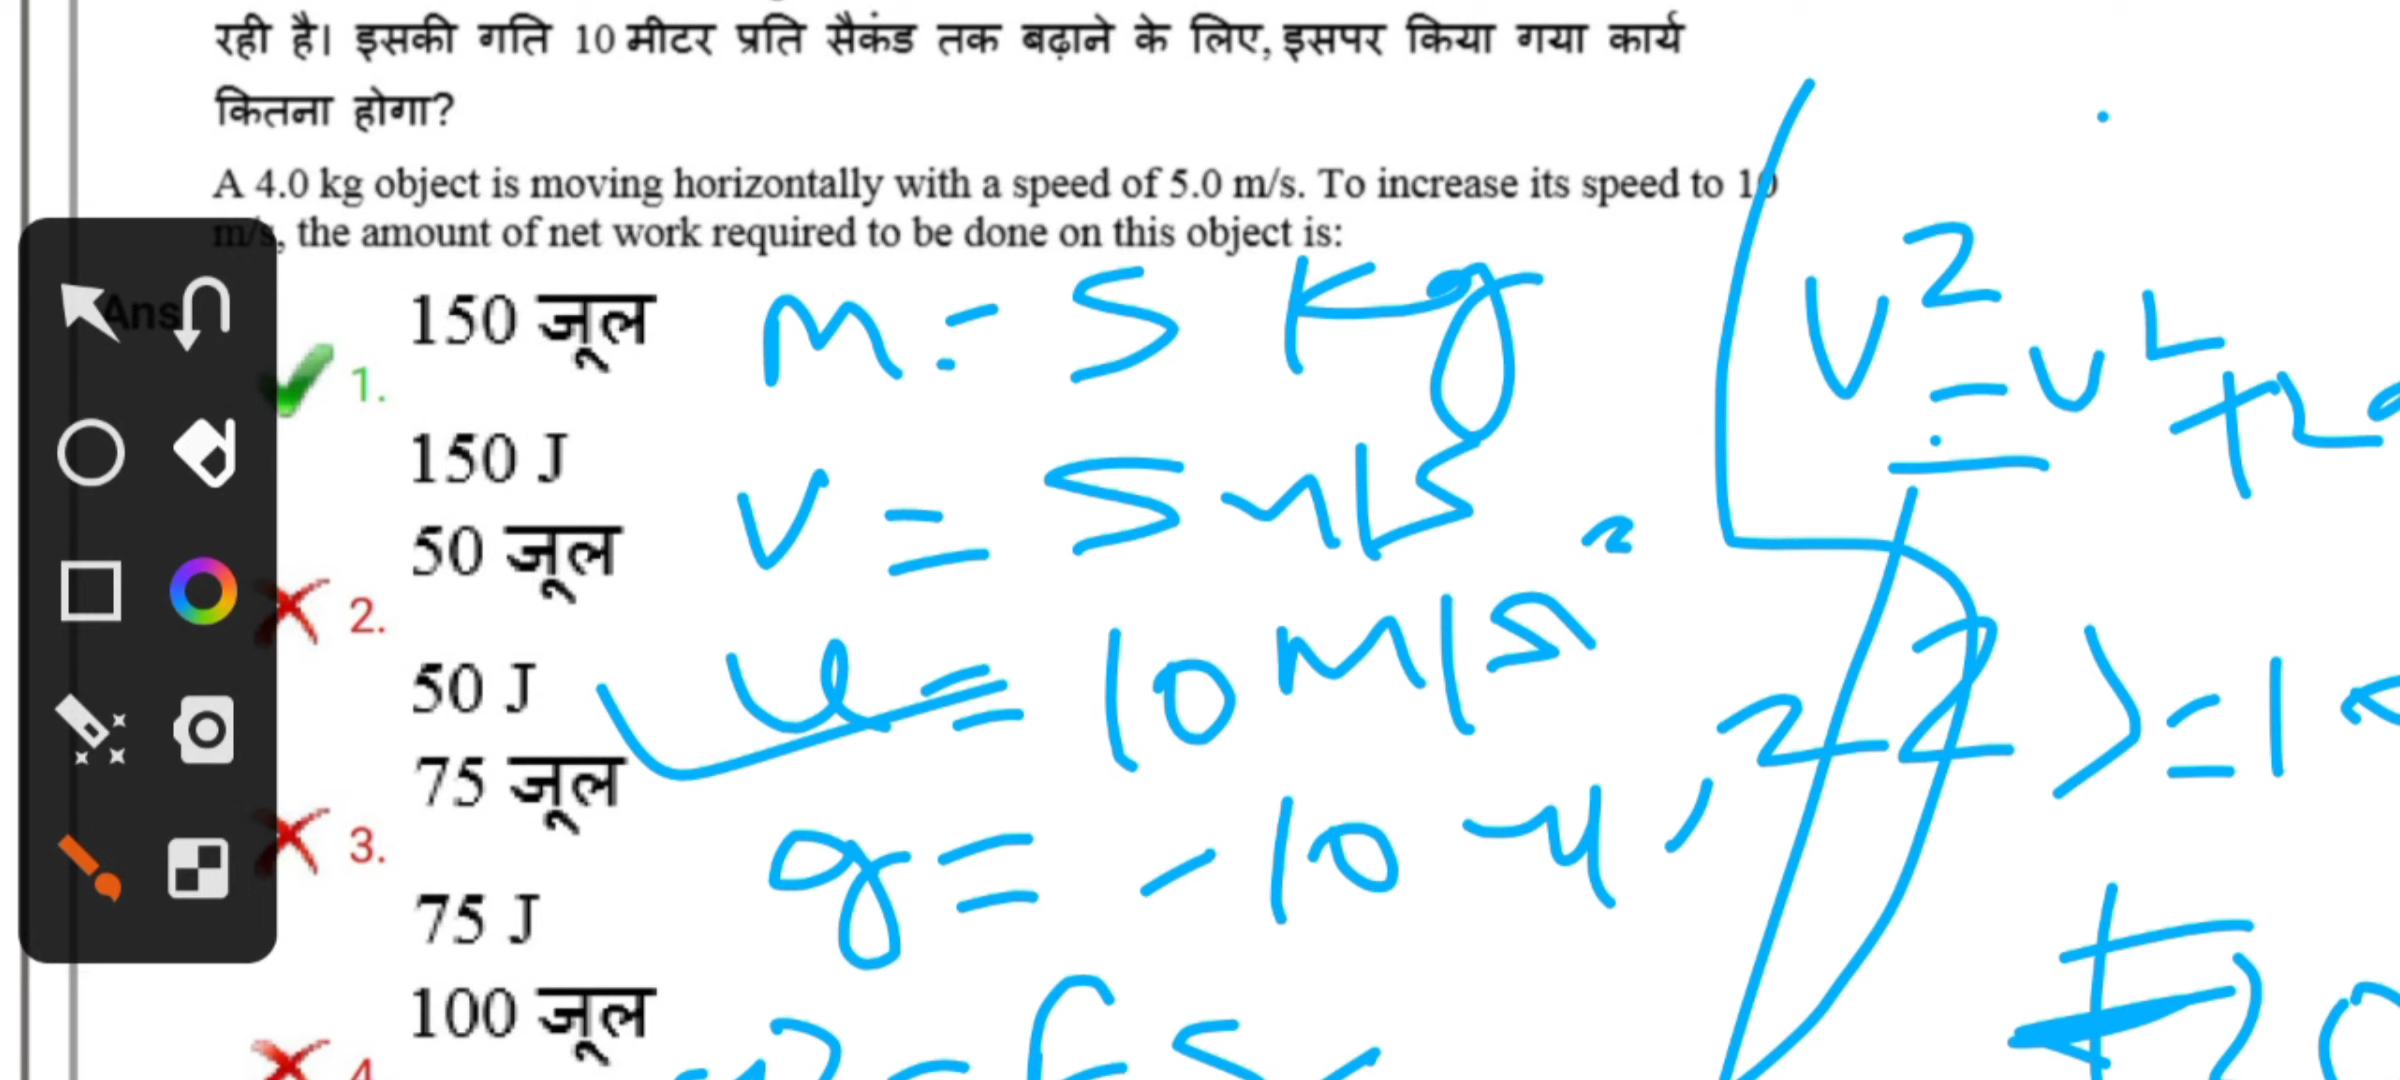 रही है। इसकी गति 10 मीटर प्रति सैकंड तक बढ़ाने के लिए, इसपर किया गया कार्य
कितना होगा?
A 4.0 kg object is moving horizontally with a speed of 5.0 m/s. To increase its speed to 10
m/s, the amount of net work required to be done on this object is:
Ans
150 जूल
1.
150 J
50 जूल
2.
50 J
75 जूल
3.
75 J
100 जूल
4.
m = 5 kg
v = 5 m/s
u = 10 m/s
g = -10 m
v² = u² + 2